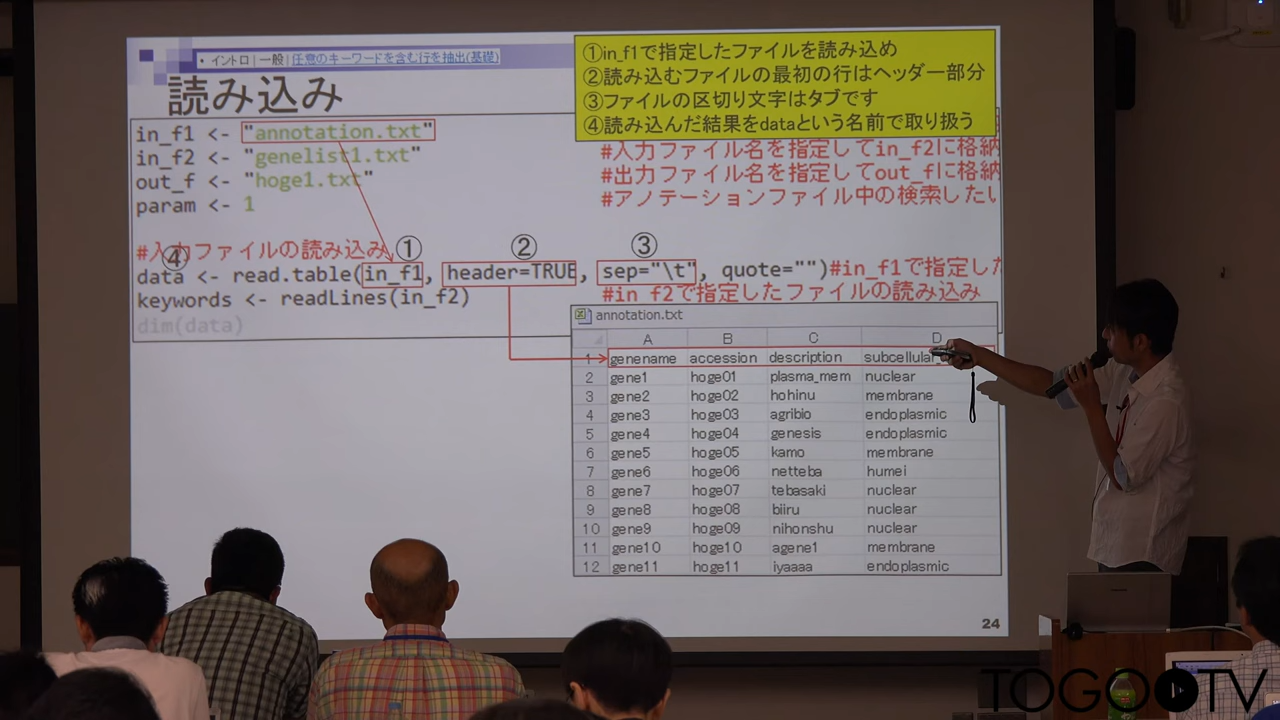 • イントロ | 一般 | 任意のキーワードを含む行を抽出(基礎)
読み込み
①in_f1で指定したファイルを読み込め
②読み込むファイルの最初の行はヘッダー部分
③ファイルの区切り文字はタブです
④読み込んだ結果をdataという名前で取り扱う
in_f1 <- "annotation.txt"
in_f2 <- "genelist1.txt" #入力ファイル名を指定してin_f2に格納
out_f <- "hoge1.txt" #出力ファイル名を指定してout_fに格納
param <- 1 #アノテーションファイル中の検索したい
#入力ファイルの読み込み
① ② ③
④
data <- read.table(in_f1, header=TRUE, sep="\t", quote="")#in_f1で指定した
keywords <- readLines(in_f2) #in_f2で指定したファイルの読み込み
dim(data)
annotation.txt
A B C D
1 genename accession description subcellular
2 gene1 hoge01 plasma_mem nuclear
3 gene2 hoge02 hohinu membrane
4 gene3 hoge03 agribio endoplasmic
5 gene4 hoge04 genesis endoplasmic
6 gene5 hoge05 kamo membrane
7 gene6 hoge06 netteba humei
8 gene7 hoge07 tebasaki nuclear
9 gene8 hoge08 biiru nuclear
10 gene9 hoge09 nihonshu nuclear
11 gene10 hoge10 agene1 membrane
12 gene11 hoge11 iyaaaa endoplasmic
24
TOGO TV